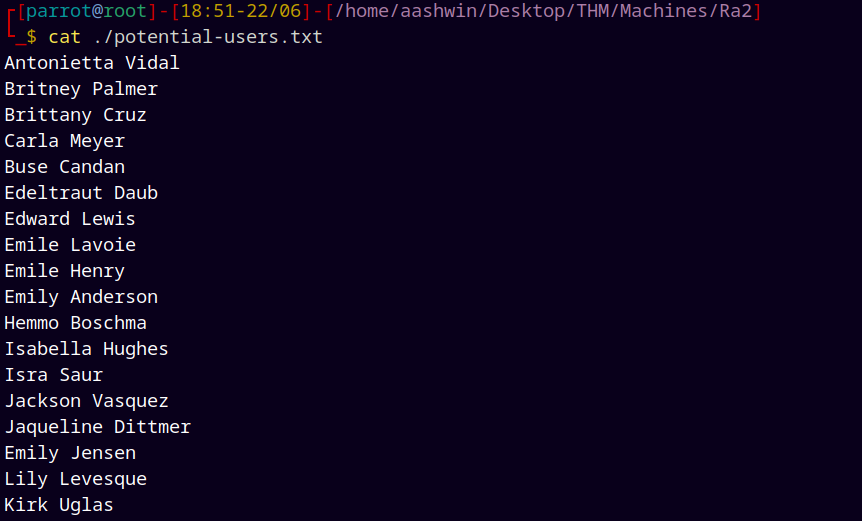 [parrot@root]-[18:51-22/06]-[/home/aashwin/Desktop/THM/Machines/Ra2]
_$ cat ./potential-users.txt
Antonietta Vidal
Britney Palmer
Brittany Cruz
Carla Meyer
Buse Candan
Edeltraut Daub
Edward Lewis
Emile Lavoie
Emile Henry
Emily Anderson
Hemmo Boschma
Isabella Hughes
Isra Saur
Jackson Vasquez
Jaqueline Dittmer
Emily Jensen
Lily Levesque
Kirk Uglas